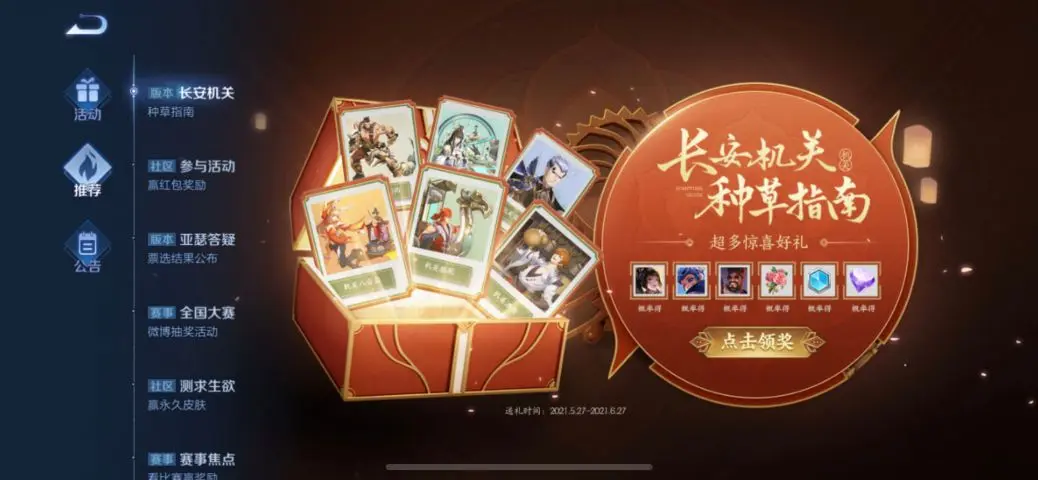 活动
推荐
公告
版本 长安机关
种草指南
社区 参与活动
赢红包奖励
版本 亚瑟答疑
票选结果公布
赛事 全国大赛
微博抽奖活动
社区 测求生欲
赢永久皮肤
赛事 赛事焦点
看比赛赢奖励
长安机关
种草指南
超多惊喜好礼
概率得 概率得 概率得 概率得 概率得 概率得
点击领奖
送礼时间：2021.5.27-2021.6.27